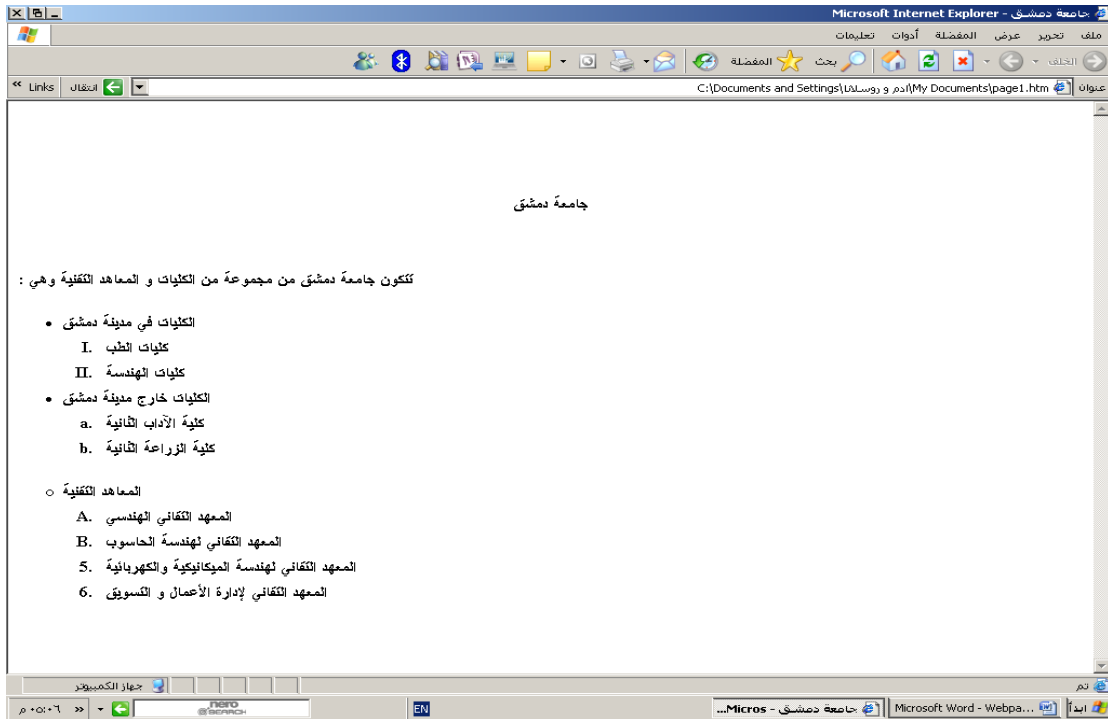 جامعة دمشق - Microsoft Internet Explorer
ملف تحرير عرض المفضلة أدوات تعليمات
الخلف بحث المفضلة
عنوان C:\Documents and Settings\ادم و روسلانا\My Documents\page1.htm انتقال Links »
جامعة دمشق
تتكون جامعة دمشق من مجموعة من الكليات و المعاهد التقنية وهي :
• الكليات في مدينة دمشق
I. كليات الطب
II. كليات الهندسة
• الكليات خارج مدينة دمشق
a. كلية الآداب الثانية
b. كلية الزراعة الثانية
○ المعاهد التقنية
A. المعهد التقاني الهندسي
B. المعهد التقاني لهندسة الحاسوب
5. المعهد التقاني لهندسة الميكانيكية والكهربائية
6. المعهد التقاني لإدارة الأعمال و التسويق
تم جهاز الكمبيوتر
ابدأ Microsoft Word - Webpa... جامعة دمشق - Micros... EN nero SEARCH » ٠٥:٠٦ م